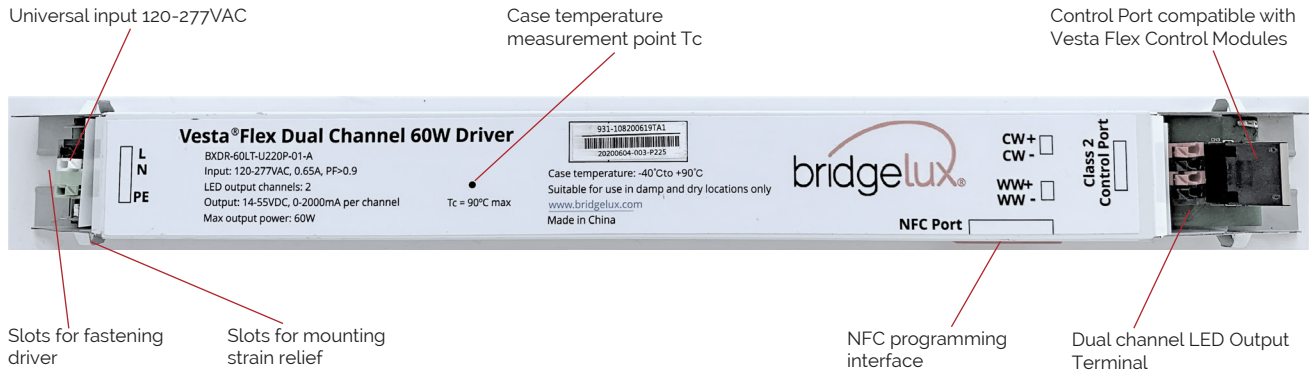 Universal input 120-277VAC
Case temperature
measurement point Tc
Control Port compatible with
Vesta Flex Control Modules
Vesta®Flex Dual Channel 60W Driver
BXDR-60LT-U220P-01-A
Input: 120-277VAC, 0.65A, PF>0.9
LED output channels: 2
Output: 14-55VDC, 0-2000mA per channel
Max output power: 60W
L
N
PE
Tc = 90ºC max
931-108200619TA1
20200604-003-P225
Case temperature: -40˚Cto +90˚C
Suitable for use in damp and dry locations only
www.bridgelux.com
Made in China
bridgelux®
CW+
CW -
WW+
WW -
NFC Port
Class 2
Control Port
Slots for fastening
driver
Slots for mounting
strain relief
NFC programming
interface
Dual channel LED Output
Terminal